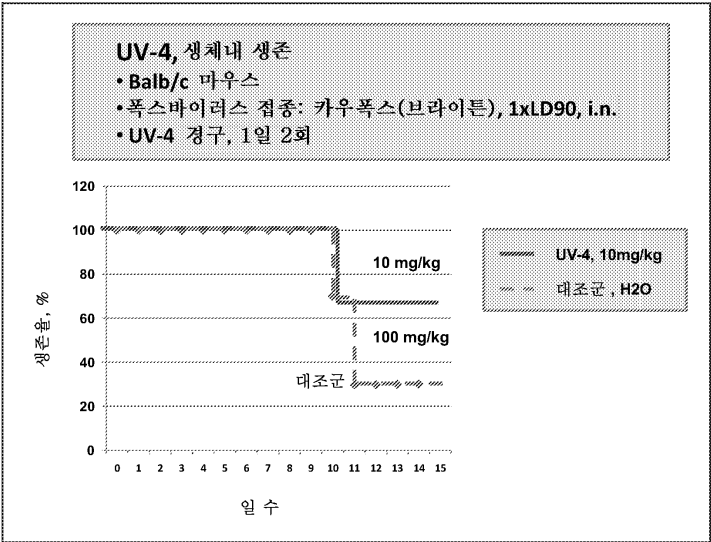 UV-4, 생체내 생존
• Balb/c 마우스
• 폭스바이러스 접종: 카우폭스(브라이튼), 1xLD90, i.n.
• UV-4 경구, 1일 2회
120
100
80
60
40
20
0
생존율, %
10 mg/kg
100 mg/kg
대조군
UV-4, 10mg/kg
대조군 , H2O
0 1 2 3 4 5 6 7 8 9 10 11 12 13 14 15
일 수